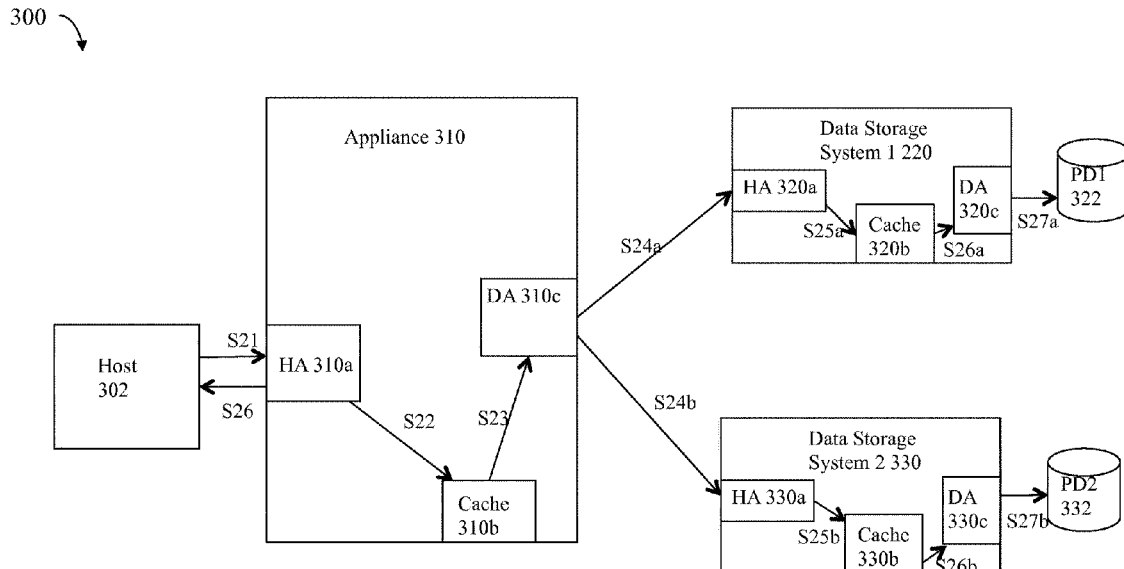 300
Appliance 310
Data Storage
System 1 220
HA 320a
DA
320c
PD1
322
S27a
Cache
320b
S25a
S26a
S24a
DA 310c
Host
302
S21
HA 310a
S26
S22
S23
S24b
Cache
310b
Data Storage
System 2 330
HA 330a
DA
330c
PD2
332
S27b
Cache
330b
S25b
S26b